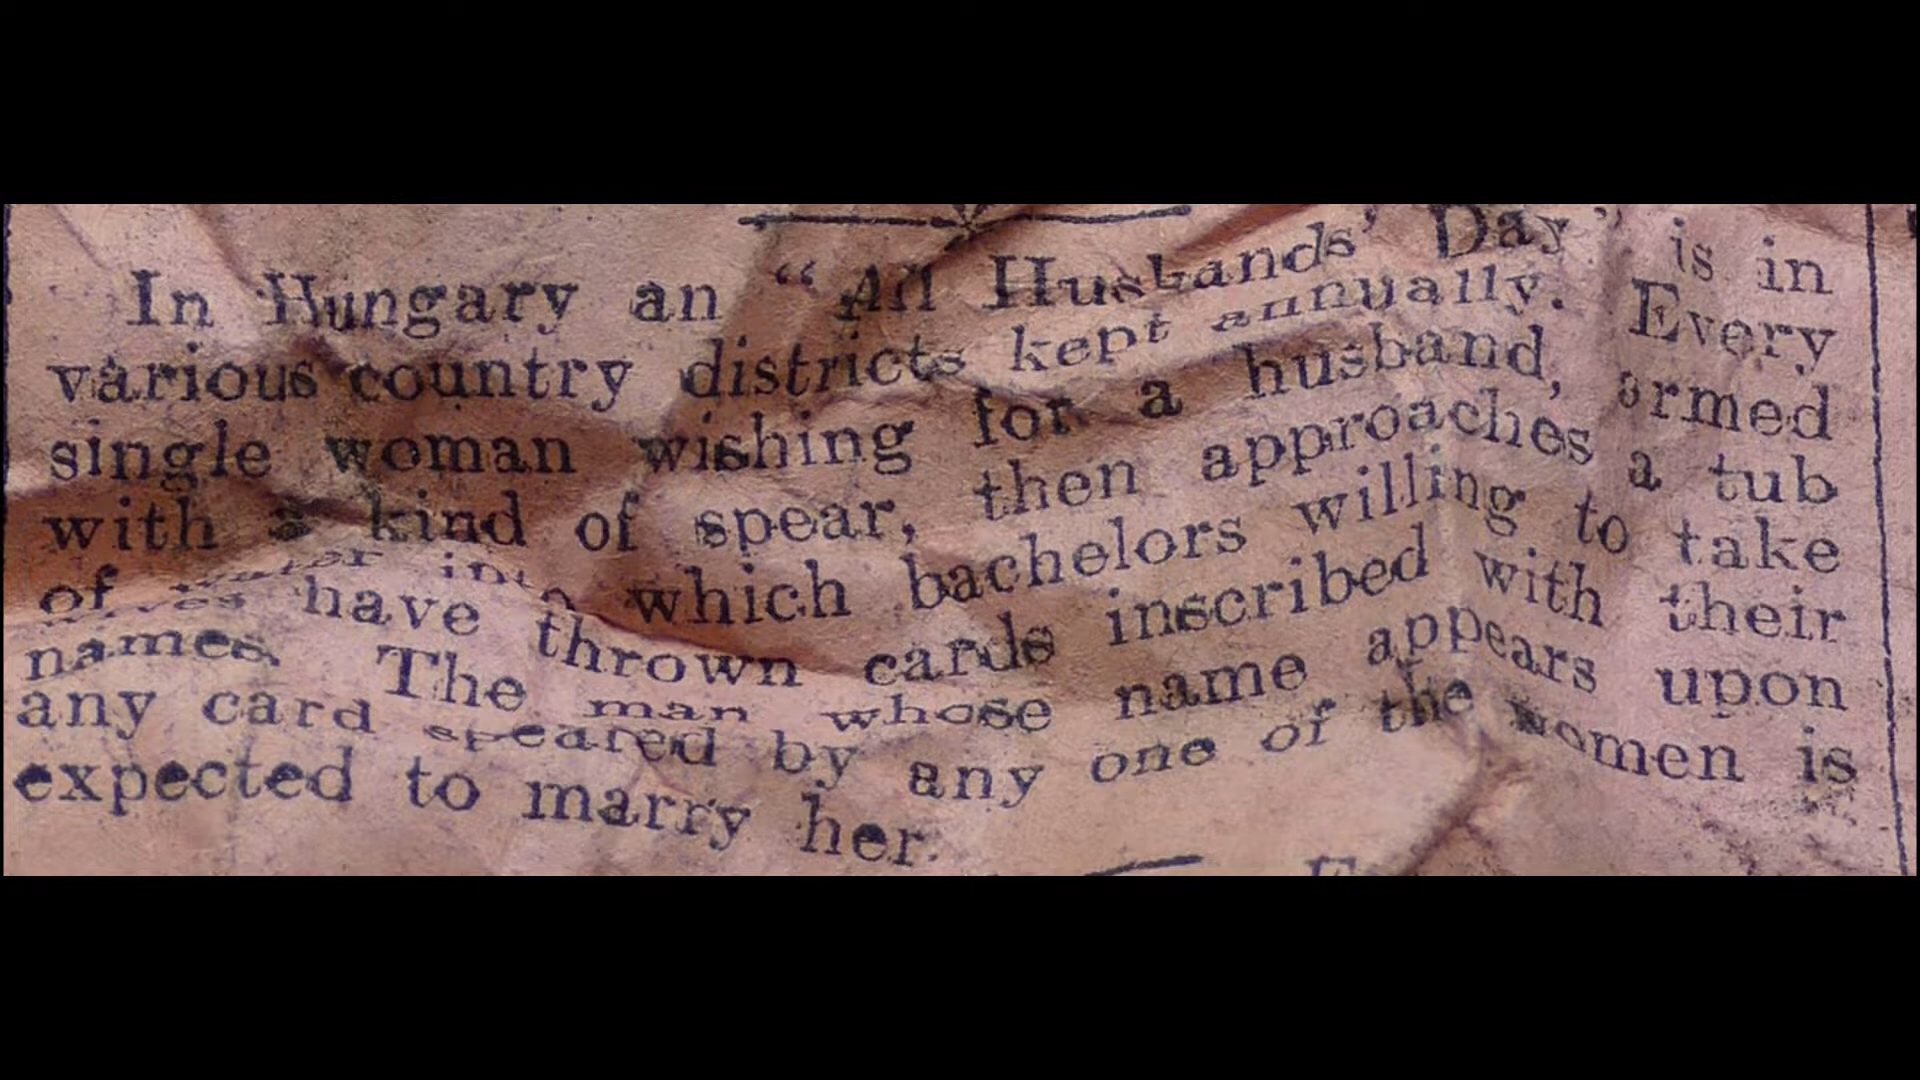 In Hungary an “ All Husbands’ Day ” is in
various country districts kept annually. Every
single woman wishing for a husband, armed
with a kind of spear, then approaches a tub
of water into which bachelors willing to take
have thrown cards inscribed with their
names. The man whose name appears upon
any card speared by any one of the women is
expected to marry her.